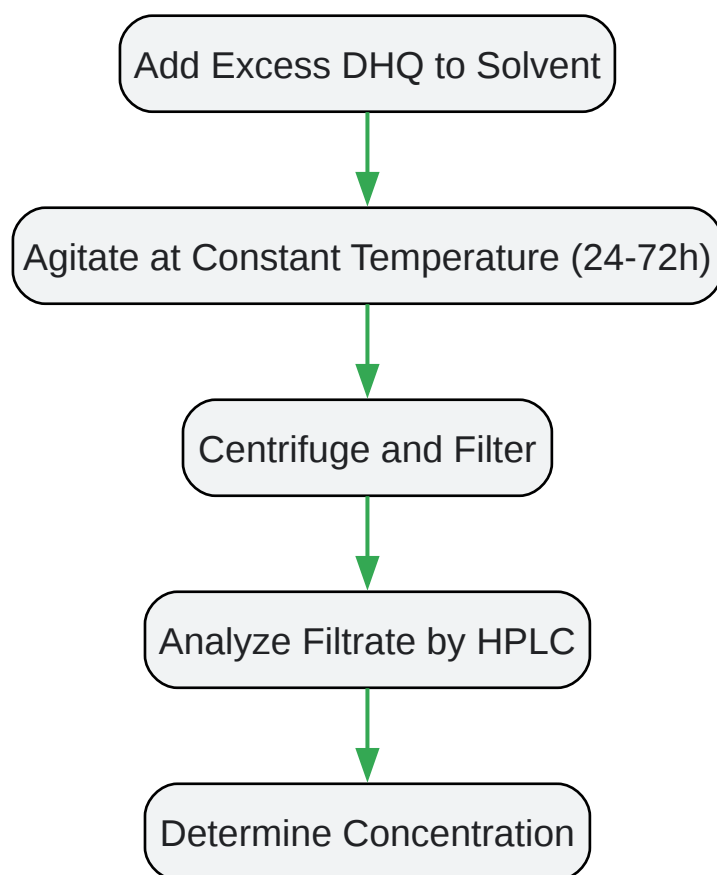 Add Excess DHQ to Solvent
Agitate at Constant Temperature (24-72h)
Centrifuge and Filter
Analyze Filtrate by HPLC
Determine Concentration